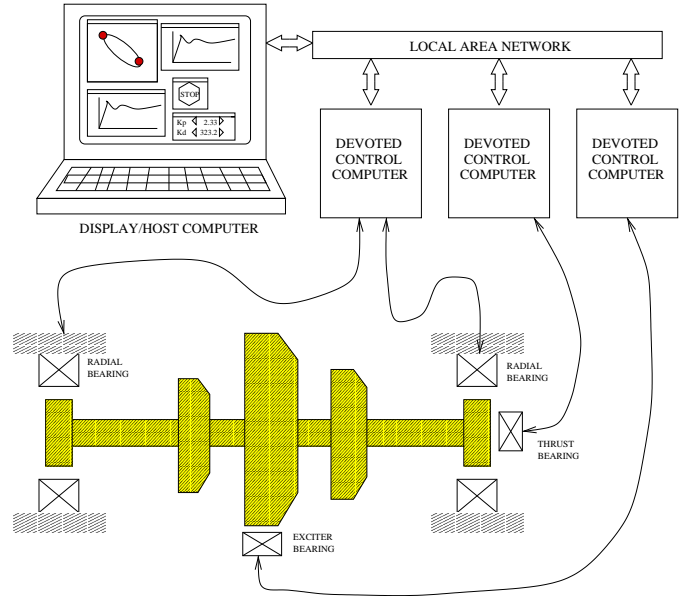 STOP
Kp 2.33
Kd 323.2
LOCAL AREA NETWORK
DEVOTED
CONTROL
COMPUTER
DEVOTED
CONTROL
COMPUTER
DEVOTED
CONTROL
COMPUTER
DISPLAY/HOST COMPUTER
RADIAL
BEARING
RADIAL
BEARING
THRUST
BEARING
EXCITER
BEARING